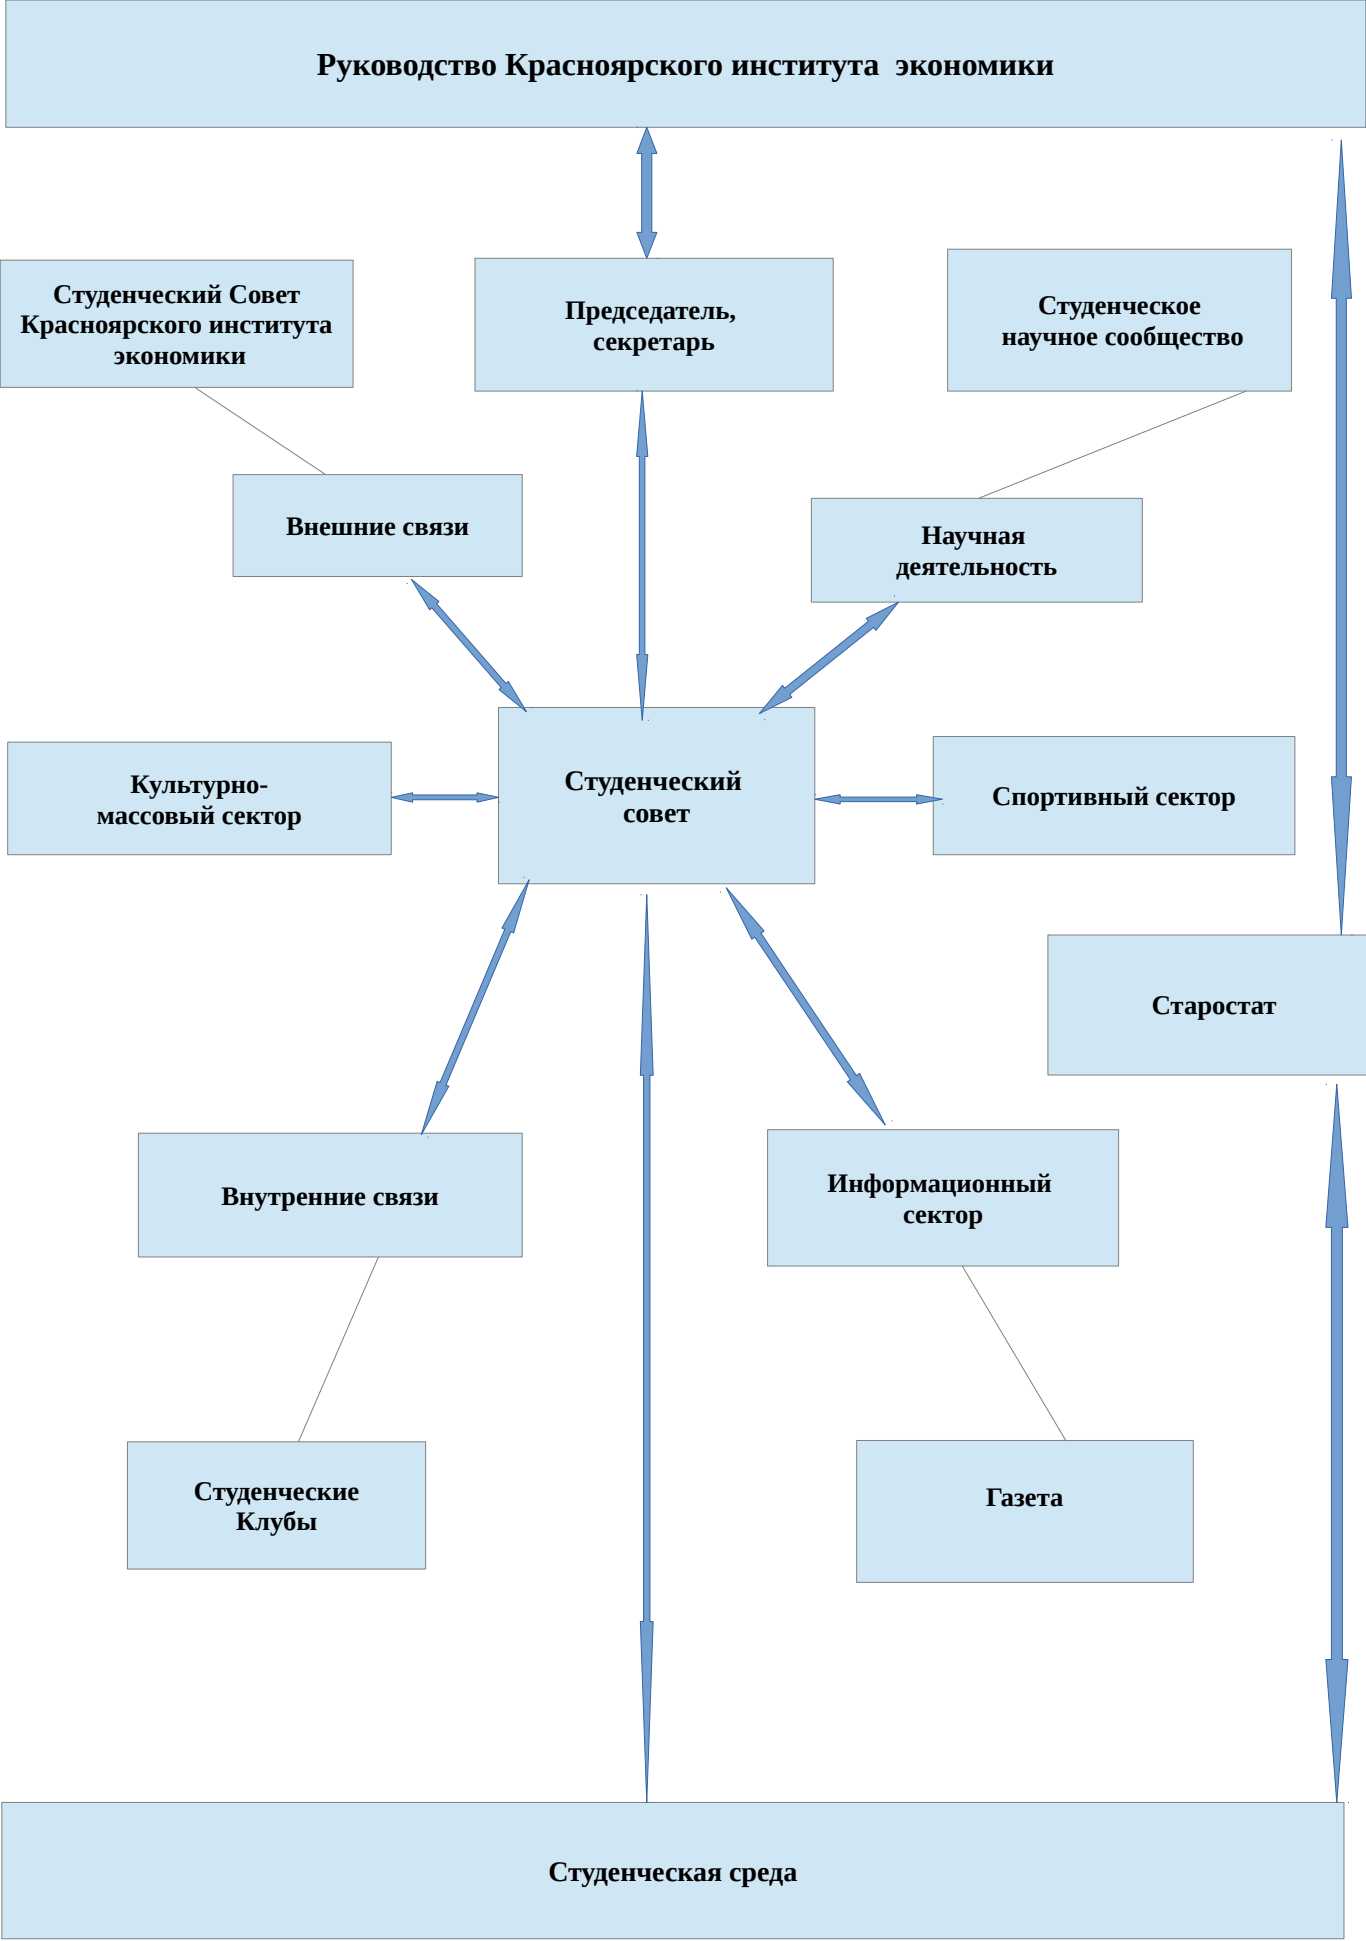 Руководство Красноярского института  экономики
Студенческий Совет
Красноярского института
экономики
Председатель,
секретарь
Студенческое
научное сообщество
Внешние связи
Научная
деятельность
Культурно-
массовый сектор
Студенческий
совет
Спортивный сектор
Старостат
Внутренние связи
Информационный
сектор
Студенческие
Клубы
Газета
Студенческая среда